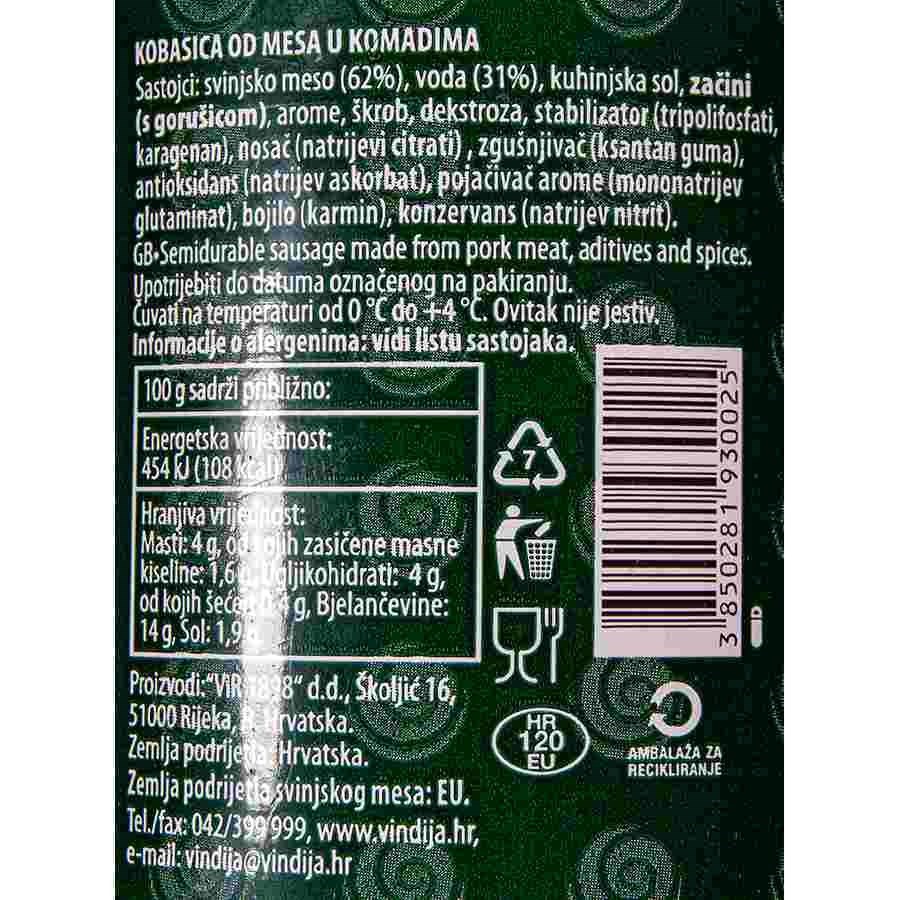 KOBASICA OD MESA U KOMADIMA
Sastojci: svinjsko meso (62%), voda (31%), kuhinjska sol, začini
(s gorušicom), arome, škrob, dekstroza, stabilizator (tripolifosfati,
karagenan), nosač (natrijevi citrati) , zgušnjivač (ksantan guma),
antioksidans (natrijev askorbat), pojačivač arome (mononatrijev
glutaminat), bojilo (karmin), konzervans (natrijev nitrit).
GB•Semidurable sausage made from pork meat, aditives and spices.
Upotrijebiti do datuma označenog na pakiranju.
Čuvati na temperaturi od 0 °C do +4 °C. Ovitak nije jestiv.
Informacije o alergenima: vidi listu sastojaka.
100 g sadrži približno:
Energetska vrijednost:
454 kJ (108 kcal)
Hranjiva vrijednost:
Masti: 4 g, od kojih zasičene masne
kiseline: 1,6 Ugljikohidrati: 4 g,
od kojih šećeri g, Bjelančevine:
14 g, Sol: 1,9
Proizvodi:"VIR 1898" d.d., Školjić 16,
51000 Rijeka, R. Hrvatska.
Zemlja podrijetla: Hrvatska.
Zemlja podrijetla svinjskog mesa: EU.
Tel./fax: 042/399 999, www.vindija.hr,
e-mail: vindija@vindija.hr
7
HR
120
EU
3 850281 930025
AMBALAŽA ZA
RECIKLIRANJE